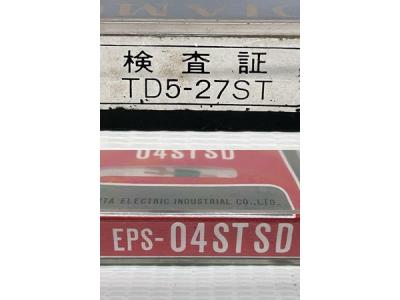 検査証
TD5-27ST
04STSD
ELECTRIC INDUSTRIAL CO.,LTD.
EPS-04STSD